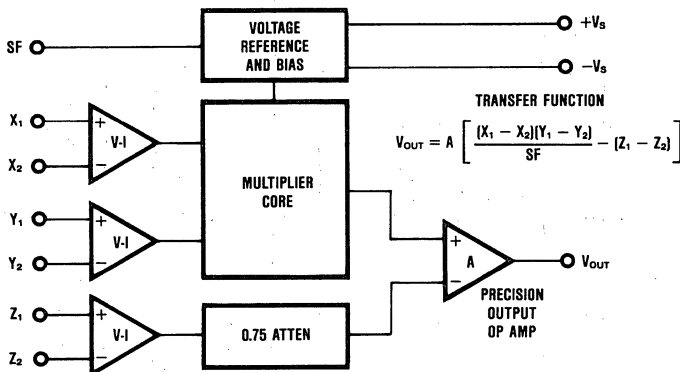 SF
VOLTAGE
REFERENCE
AND BIAS
+VS
−VS
TRANSFER FUNCTION
VOUT = A [ (X1 − X2)(Y1 − Y2) / SF − (Z1 − Z2) ]
X1
+
V-I
X2
−
MULTIPLIER
CORE
Y1
+
V-I
Y2
−
+
A
−
VOUT
PRECISION
OUTPUT
OP AMP
Z1
+
V-I
Z2
−
0.75 ATTEN